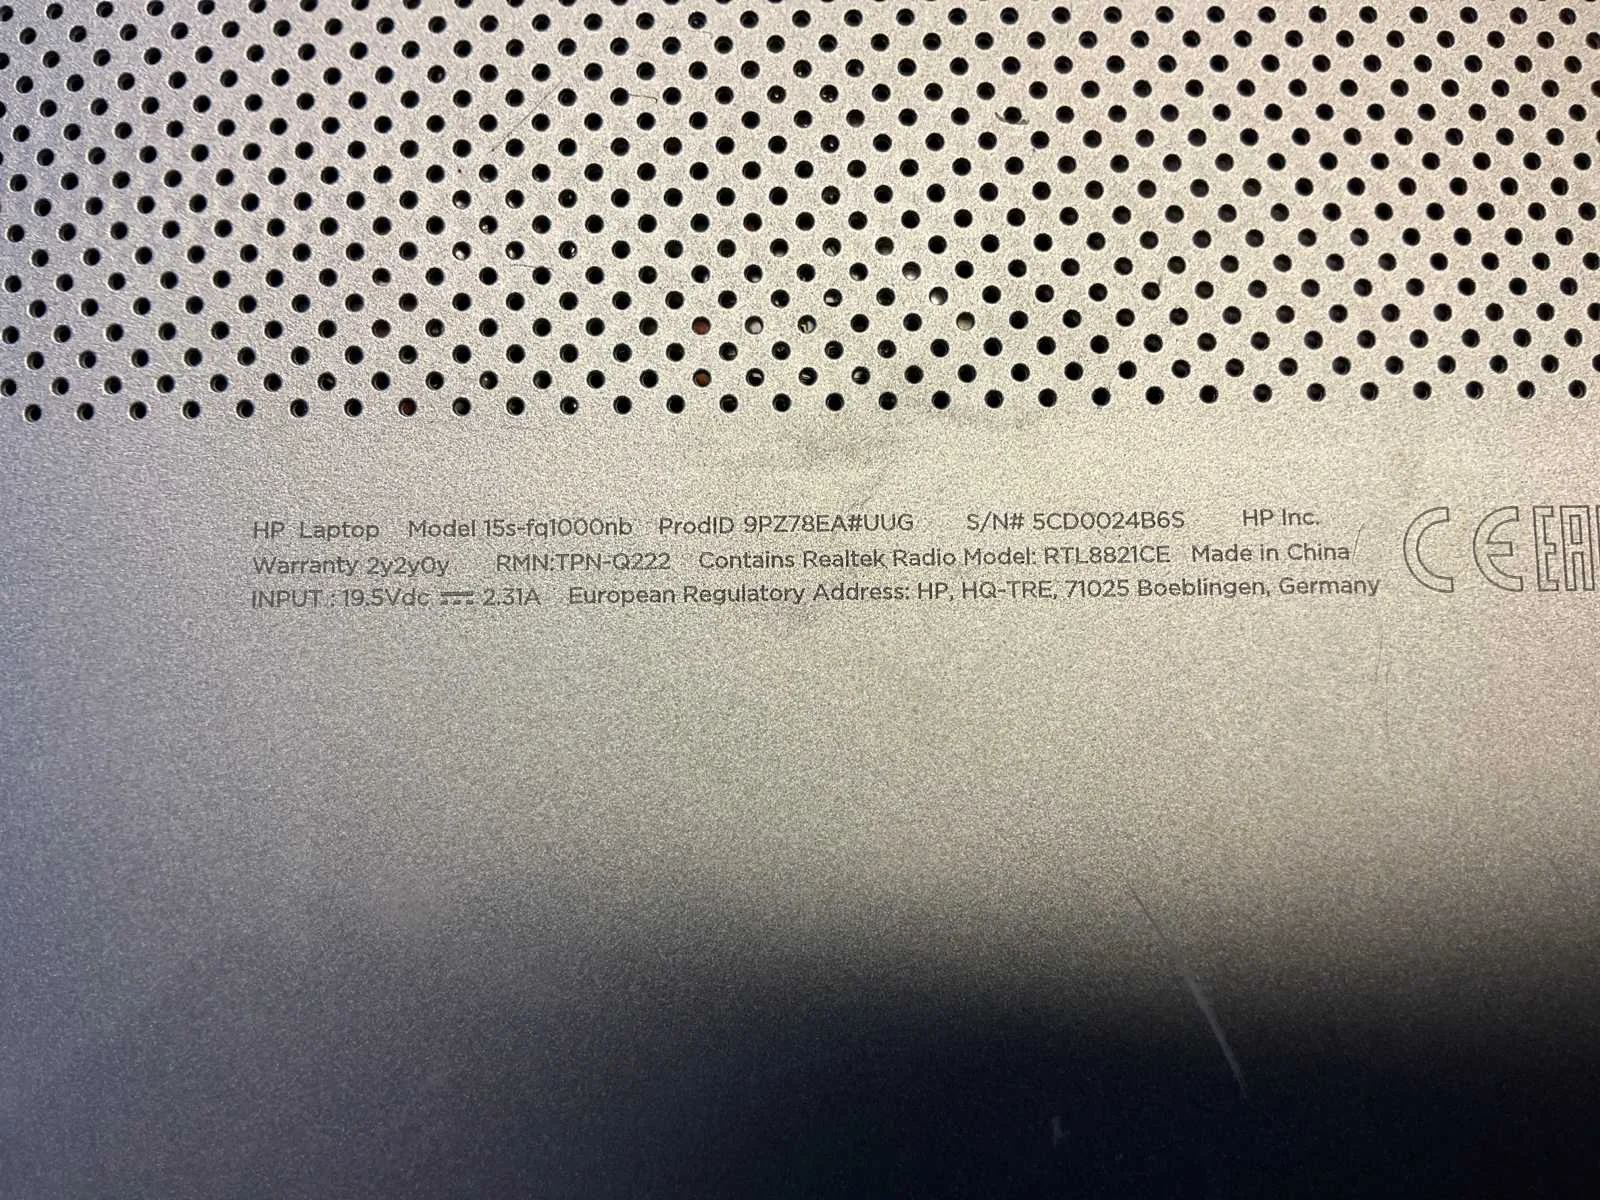 HP Laptop Model 15s-fq1000nb ProdID 9PZ78EA#UUG S/N# 5CD0024B6S HP Inc.
Warranty 2y2y0y RMN:TPN-Q222 Contains Realtek Radio Model: RTL8821CE Made in China
INPUT : 19.5Vdc ⎓ 2.31A European Regulatory Address: HP, HQ-TRE, 71025 Boeblingen, Germany
CE EAC